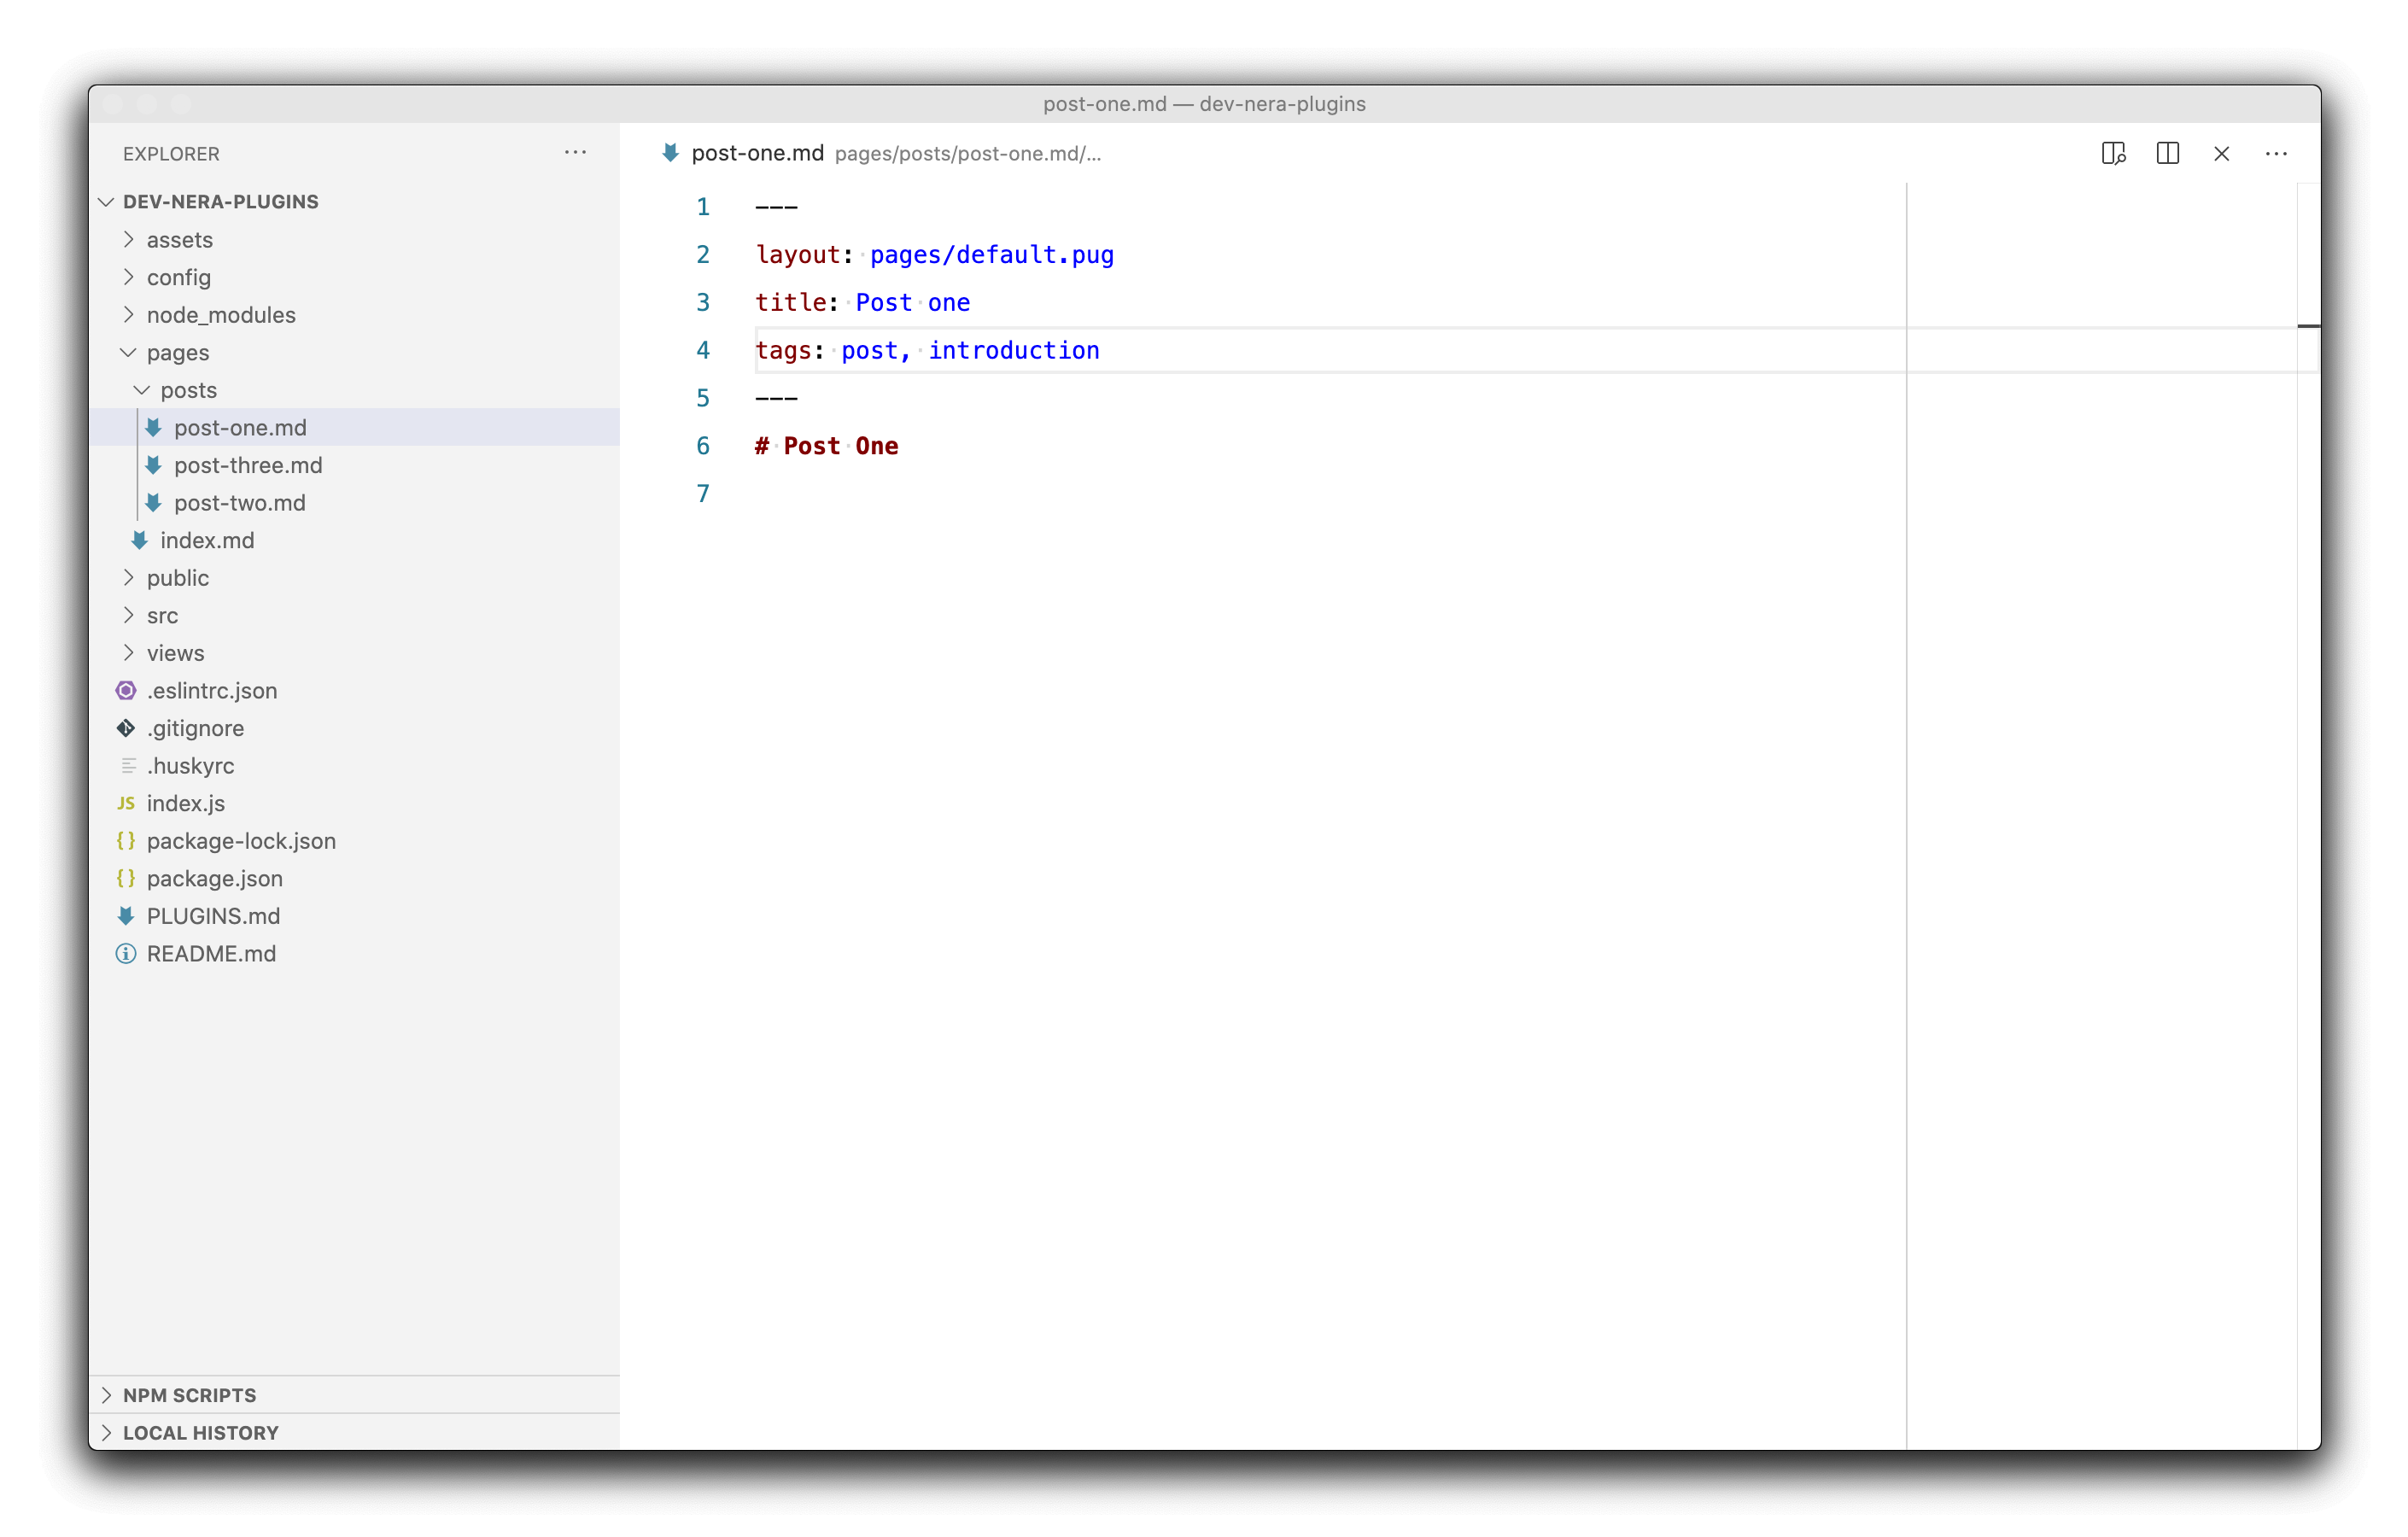 post-one.md — dev-nera-plugins
EXPLORER
DEV-NERA-PLUGINS
assets
config
node_modules
pages
posts
post-one.md
post-three.md
post-two.md
index.md
public
src
views
.eslintrc.json
.gitignore
.huskyrc
JS index.js
{} package-lock.json
{} package.json
PLUGINS.md
README.md
NPM SCRIPTS
LOCAL HISTORY
post-one.md pages/posts/post-one.md/...
1 ---
2 layout: pages/default.pug
3 title: Post one
4 tags: post, introduction
5 ---
6 # Post One
7